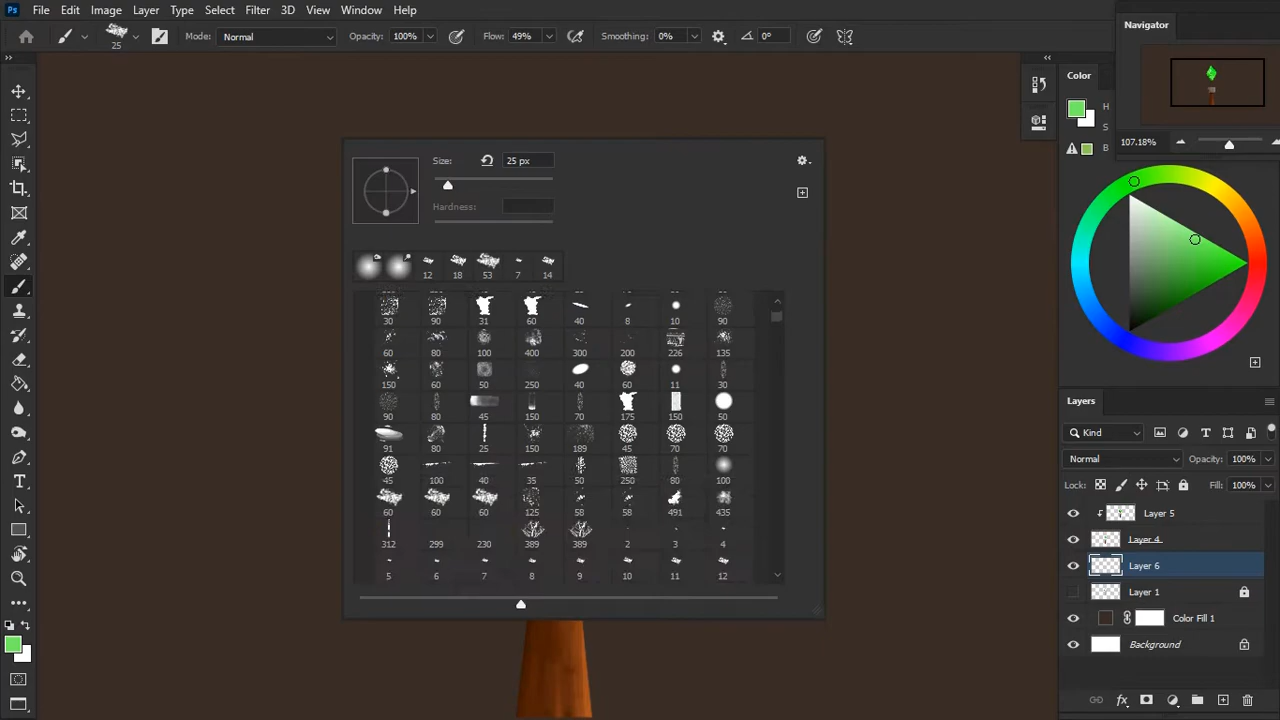 Ps File Edit Image Layer Type Select Filter 3D View Window Help
25 Mode: Normal Opacity: 100% Flow: 49% Smoothing: 0% 0°
Navigator
107.18%
Color
H
S
B
Size: 25 px
Hardness:
12 18 53 7 14
30 90 31 60 40 8 10 90
60 80 100 400 300 200 226 135
150 60 50 250 40 60 11 30
90 80 45 150 70 175 150 50
91 60 25 150 189 45 70 70
45 100 40 35 50 250 80 100
60 60 60 125 58 58 491 435
312 299 230 389 389 2 3 4
5 6 7 8 9 10 11 12
Layers
Kind
Normal Opacity: 100%
Lock: Fill: 100%
Layer 5
Layer 4
Layer 6
Layer 1
Color Fill 1
Background